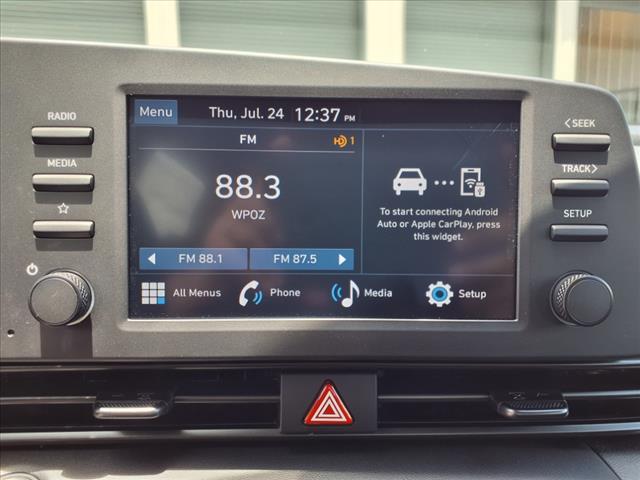 RADIO
MEDIA
Menu
Thu, Jul. 24 12:37 PM
FM
HD 1
88.3
WPOZ
FM 88.1
FM 87.5
To start connecting Android
Auto or Apple CarPlay, press
this widget.
All Menus
Phone
Media
Setup
<SEEK
TRACK>
SETUP